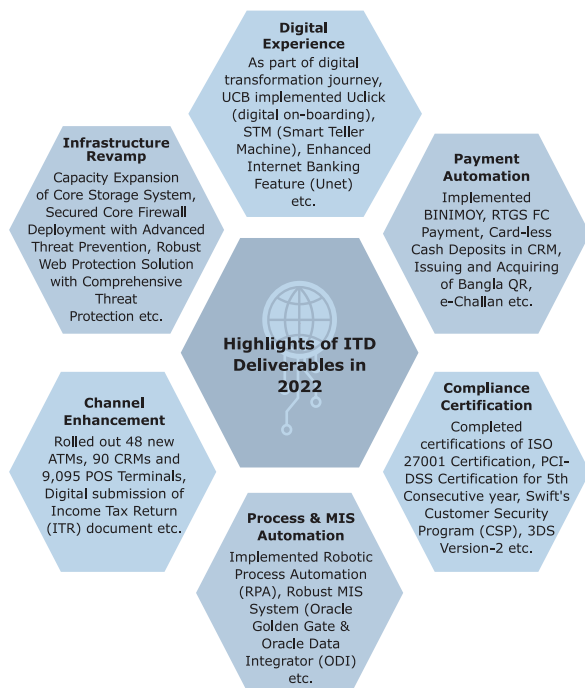 Digital
Experience
As part of digital
transformation journey,
UCB implemented Uclick
(digital on-boarding),
STM (Smart Teller
Machine), Enhanced
Internet Banking
Feature (Unet)
etc.
Infrastructure
Revamp
Capacity Expansion
of Core Storage System,
Secured Core Firewall
Deployment with Advanced
Threat Prevention, Robust
Web Protection Solution
with Comprehensive
Threat
Protection etc.
Payment
Automation
Implemented
BINIMOY, RTGS FC
Payment, Card-less
Cash Deposits in CRM,
Issuing and Acquiring
of Bangla QR,
e-Challan etc.
Highlights of ITD
Deliverables in
2022
Channel
Enhancement
Rolled out 48 new
ATMs, 90 CRMs and
9,095 POS Terminals,
Digital submission of
Income Tax Return
(ITR) document etc.
Compliance
Certification
Completed
certifications of ISO
27001 Certification, PCI-
DSS Certification for 5th
Consecutive year, Swift's
Customer Security
Program (CSP), 3DS
Version-2 etc.
Process & MIS
Automation
Implemented Robotic
Process Automation
(RPA), Robust MIS
System (Oracle
Golden Gate &
Oracle Data
Integrator (ODI)
etc.